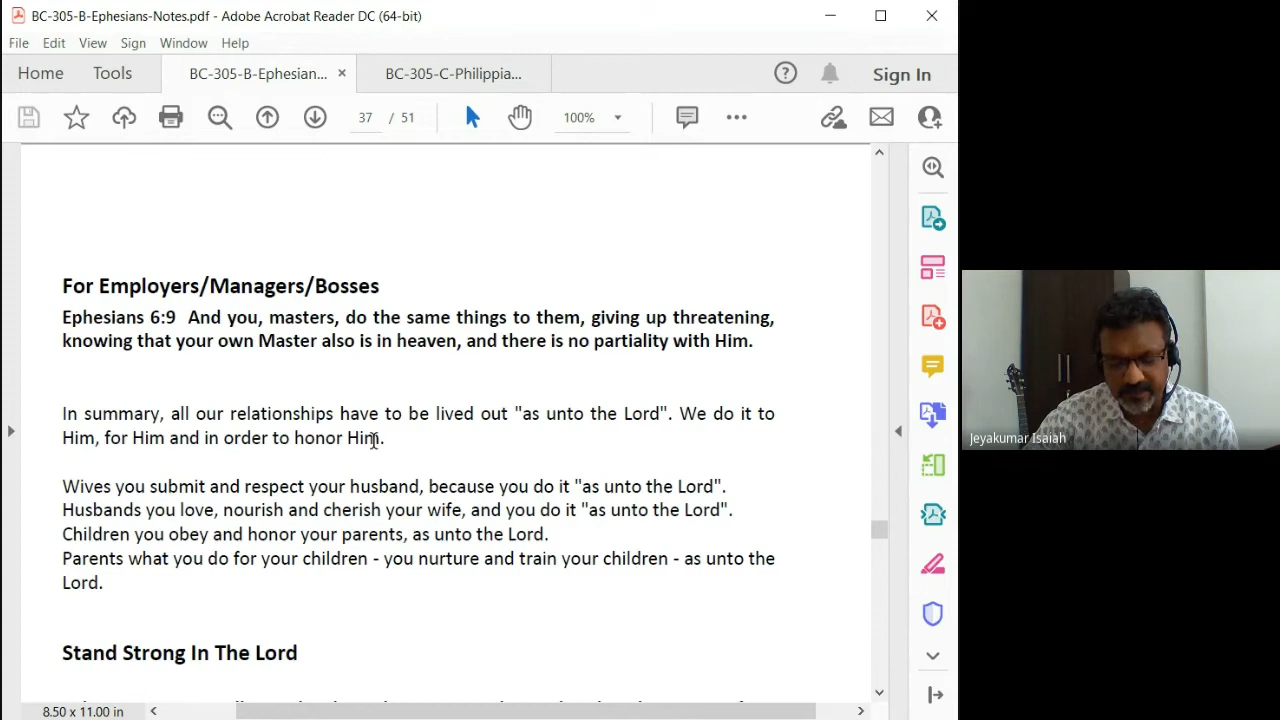 BC-305-B-Ephesians-Notes.pdf - Adobe Acrobat Reader DC (64-bit)
File Edit View Sign Window Help
Home Tools BC-305-B-Ephesian... × BC-305-C-Philippia... Sign In
37 / 51 100%
For Employers/Managers/Bosses
Ephesians 6:9 And you, masters, do the same things to them, giving up threatening,
knowing that your own Master also is in heaven, and there is no partiality with Him.
In summary, all our relationships have to be lived out "as unto the Lord". We do it to
Him, for Him and in order to honor Him.
Wives you submit and respect your husband, because you do it "as unto the Lord".
Husbands you love, nourish and cherish your wife, and you do it "as unto the Lord".
Children you obey and honor your parents, as unto the Lord.
Parents what you do for your children - you nurture and train your children - as unto the
Lord.
Stand Strong In The Lord
8.50 x 11.00 in
Jeyakumar Isaiah